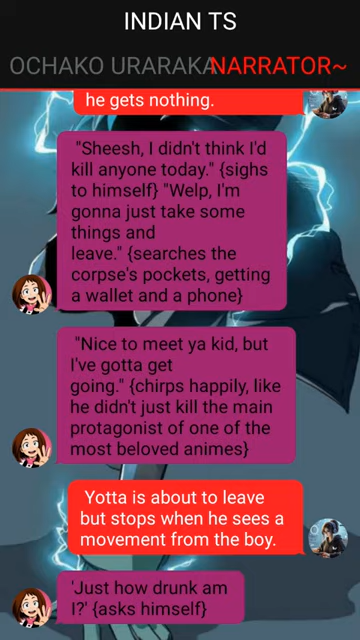 INDIAN TS
OCHAKO URARAKA NARRATOR~
he gets nothing.
"Sheesh, I didn't think I'd
kill anyone today." {sighs
to himself} "Welp, I'm
gonna just take some
things and
leave." {searches the
corpse's pockets, getting
a wallet and a phone}
"Nice to meet ya kid, but
I've gotta get
going." {chirps happily, like
he didn't just kill the main
protagonist of one of the
most beloved animes}
Yotta is about to leave
but stops when he sees a
movement from the boy.
'Just how drunk am
I?' {asks himself}